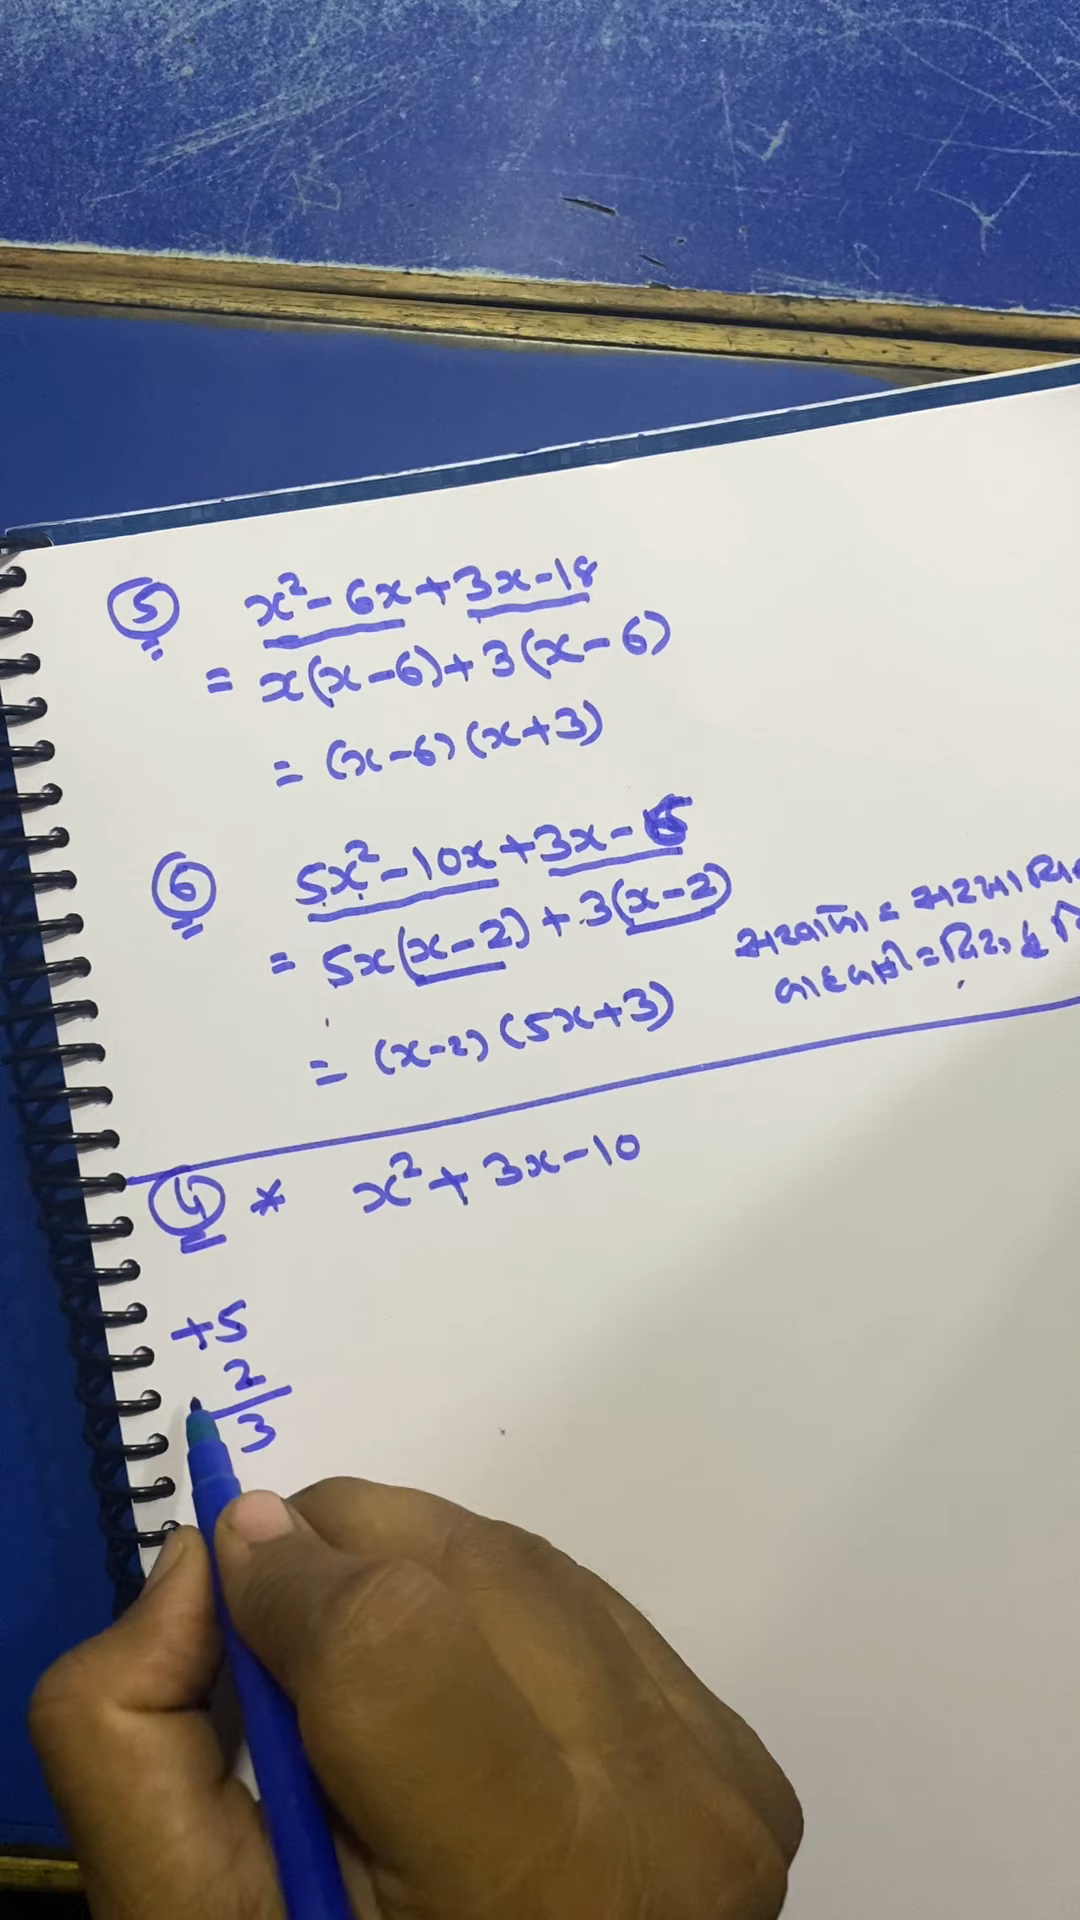 5 x² - 6x + 3x - 18
= x(x - 6) + 3(x - 6)
= (x - 6) (x + 3)
6 5x² - 10x + 3x - 6
= 5x(x - 2) + 3(x - 2)
= (x - 2) (5x + 3)
4 * x² + 3x - 10
+5
2
3